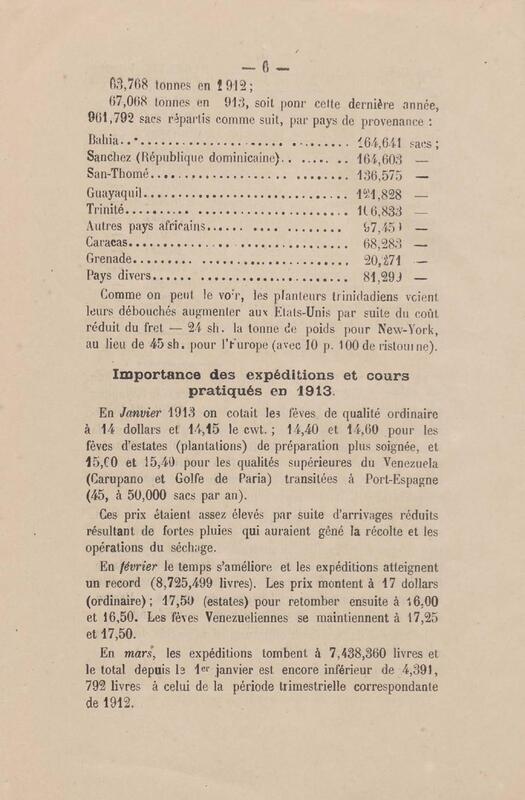 — 6 —
63,768 tonnes en 1912;
67,068 tonnes en 913, soit ponr cette dernière année,
961,792 sacs répartis comme suit, par pays de provenance :
Bahia.................................... 164,641 sacs;
Sanchez (République dominicaine)......... 164,603 —
San-Thomé................................ 136,575 —
Guayaquil................................ 121,828 —
Trinité.................................. 106,833 —
Autres pays africains.................... 97,450 —
Caracas.................................. 68,283 —
Grenade.................................. 20,271 —
Pays divers.............................. 81,290 —
Comme on peut le voir, les planteurs trinidadiens voient
leurs débouchés augmenter aux Etats-Unis par suite du coût
réduit du fret — 24 sh. la tonne de poids pour New-York,
au lieu de 45 sh. pour l'Europe (avec 10 p. 100 de ristourne).
Importance des expéditions et cours
pratiqués en 1913.
En Janvier 1913 on cotait les fêves de qualité ordinaire
à 14 dollars et 14,15 le cwt. ; 14,40 et 14,60 pour les
fêves d'estates (plantations) de préparation plus soignée, et
15,00 et 15,40 pour les qualités supérieures du Venezuela
(Carupano et Golfe de Paria) transitées à Port-Espagne
(45, à 50,000 sacs par an).
Ces prix étaient assez élevés par suite d'arrivages réduits
résultant de fortes pluies qui auraient gêné la récolte et les
opérations du séchage.
En février le temps s'améliore et les expéditions atteignent
un record (8,725,499 livres). Les prix montent à 17 dollars
(ordinaire) ; 17,50 (estates) pour retomber ensuite à 16,00
et 16,50. Les fèves Venezueliennes se maintiennent à 17,25
et 17,50.
En mars, les expéditions tombent à 7,438,360 livres et
le total depuis le 1er janvier est encore inférieur de 4,391,
792 livres à celui de la période trimestrielle correspondante
de 1912.